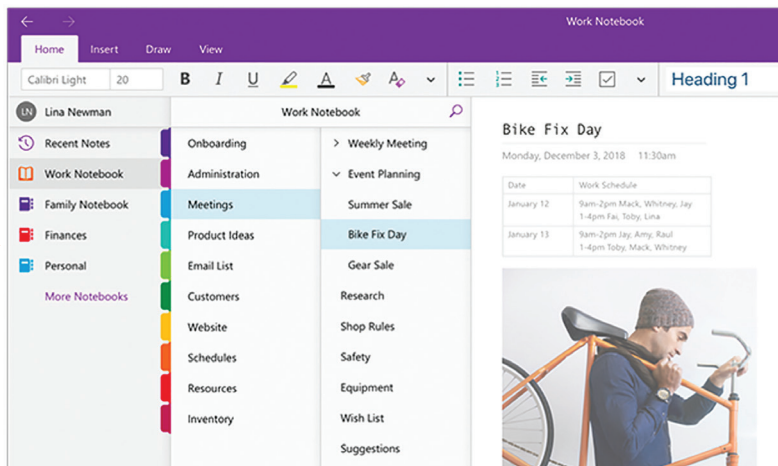 Work Notebook
Home Insert Draw View
Calibri Light 20 B I U A A Heading 1
LN Lina Newman
Recent Notes
Work Notebook
Family Notebook
Finances
Personal
More Notebooks
Work Notebook
Onboarding
Administration
Meetings
Product Ideas
Email List
Customers
Website
Schedules
Resources
Inventory
Weekly Meeting
Event Planning
Summer Sale
Bike Fix Day
Gear Sale
Research
Shop Rules
Safety
Equipment
Wish List
Suggestions
Bike Fix Day
Monday, December 3, 2018 11:30am
Date Work Schedule
January 12 9am-2pm Mack, Whitney, Jay
1-4pm Fai, Toby, Lina
January 13 9am-2pm Jay, Amy, Raul
1-4pm Toby, Mack, Whitney